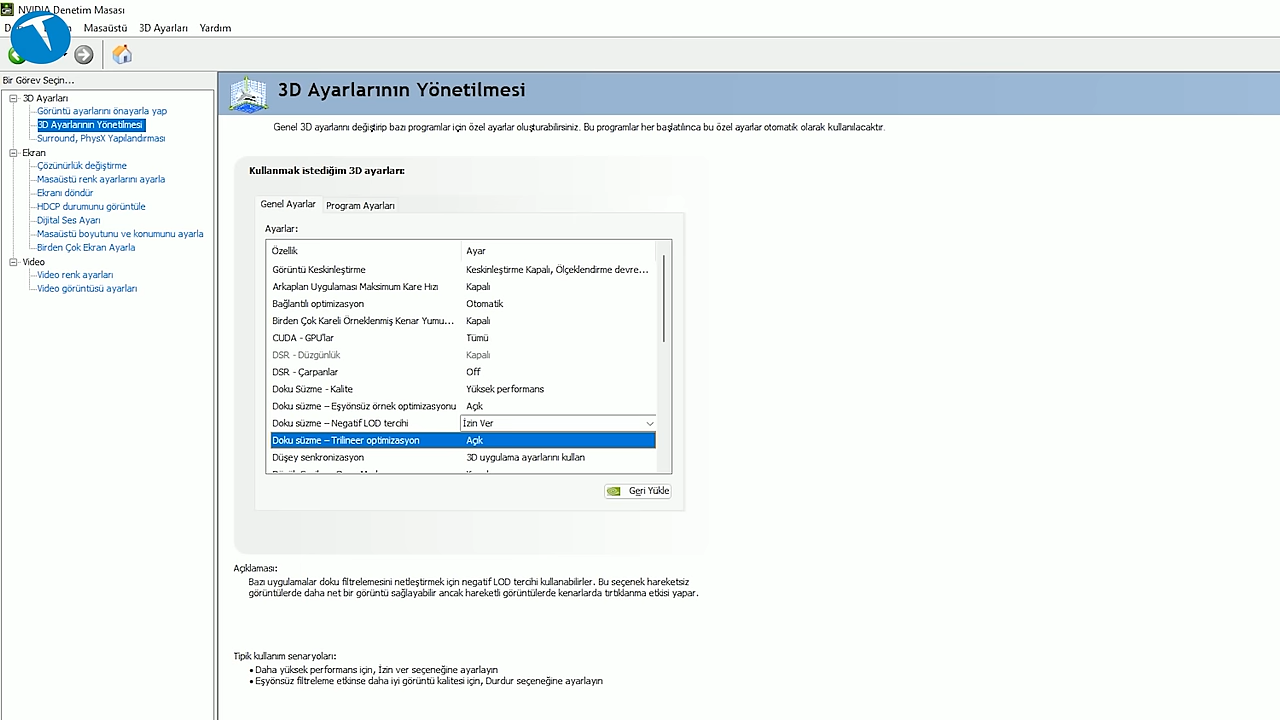 NVIDIA Denetim Masası
Masaüstü 3D Ayarları Yardım
Bir Görev Seçin...
3D Ayarları
Görüntü ayarlarını önayarla yap
3D Ayarlarının Yönetilmesi
Surround, PhysX Yapılandırması
Ekran
Çözünürlük değiştirme
Masaüstü renk ayarlarını ayarla
Ekranı döndür
HDCP durumunu görüntüle
Dijital Ses Ayarı
Masaüstü boyutunu ve konumunu ayarla
Birden Çok Ekran Ayarla
Video
Video renk ayarları
Video görüntüsü ayarları
3D Ayarlarının Yönetilmesi
Genel 3D ayarlarını değiştirip bazı programlar için özel ayarlar oluşturabilirsiniz. Bu programlar her başlatılınca bu özel ayarlar otomatik olarak kullanılacaktır.
Kullanmak istediğim 3D ayarları:
Genel Ayarlar Program Ayarları
Ayarlar:
Özellik Ayar
Görüntü Keskinleştirme Keskinleştirme Kapalı, Ölçeklendirme devre...
Arkaplan Uygulaması Maksimum Kare Hızı Kapalı
Bağlantılı optimizasyon Otomatik
Birden Çok Kareli Örneklenmiş Kenar Yumu... Kapalı
CUDA - GPU'lar Tümü
DSR - Düzgünlük Kapalı
DSR - Çarpanlar Off
Doku Süzme - Kalite Yüksek performans
Doku süzme – Eşyönsüz örnek optimizasyonu Açık
Doku süzme – Negatif LOD tercihi İzin Ver
Doku süzme – Trilineer optimizasyon Açık
Düşey senkronizasyon 3D uygulama ayarlarını kullan
Geri Yükle
Açıklaması:
Bazı uygulamalar doku filtrelemesini netleştirmek için negatif LOD tercihi kullanabilirler. Bu seçenek hareketsiz
görüntülerde daha net bir görüntü sağlayabilir ancak hareketli görüntülerde kenarlarda tırtıklanma etkisi yapar.
Tipik kullanım senaryoları:
• Daha yüksek performans için, İzin ver seçeneğine ayarlayın
• Eşyönsüz filtreleme etkinse daha iyi görüntü kalitesi için, Durdur seçeneğine ayarlayın